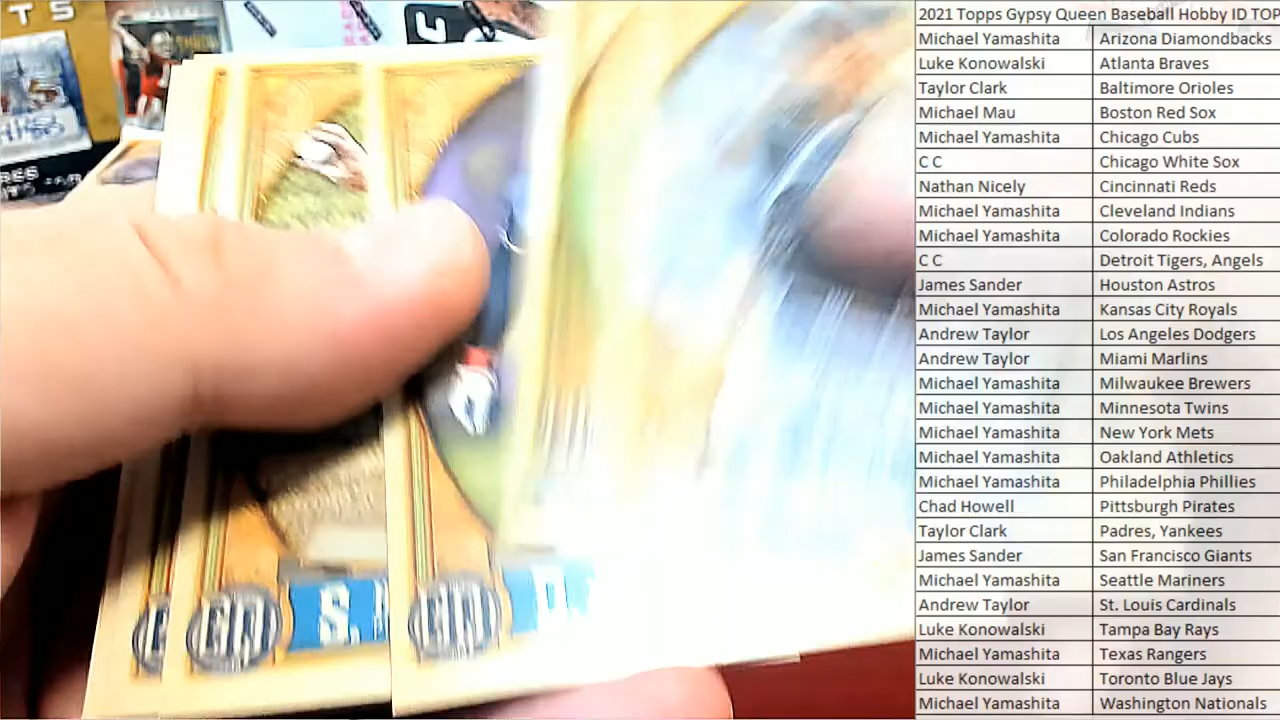 T S
2021 Topps Gypsy Queen Baseball Hobby ID TOP
Michael Yamashita Arizona Diamondbacks
Luke Konowalski Atlanta Braves
Taylor Clark Baltimore Orioles
Michael Mau Boston Red Sox
Michael Yamashita Chicago Cubs
C C Chicago White Sox
Nathan Nicely Cincinnati Reds
Michael Yamashita Cleveland Indians
Michael Yamashita Colorado Rockies
C C Detroit Tigers, Angels
James Sander Houston Astros
Michael Yamashita Kansas City Royals
Andrew Taylor Los Angeles Dodgers
Andrew Taylor Miami Marlins
Michael Yamashita Milwaukee Brewers
Michael Yamashita Minnesota Twins
Michael Yamashita New York Mets
Michael Yamashita Oakland Athletics
Michael Yamashita Philadelphia Phillies
Chad Howell Pittsburgh Pirates
Taylor Clark Padres, Yankees
James Sander San Francisco Giants
Michael Yamashita Seattle Mariners
Andrew Taylor St. Louis Cardinals
Luke Konowalski Tampa Bay Rays
Michael Yamashita Texas Rangers
Luke Konowalski Toronto Blue Jays
Michael Yamashita Washington Nationals
GQ S.
GQ